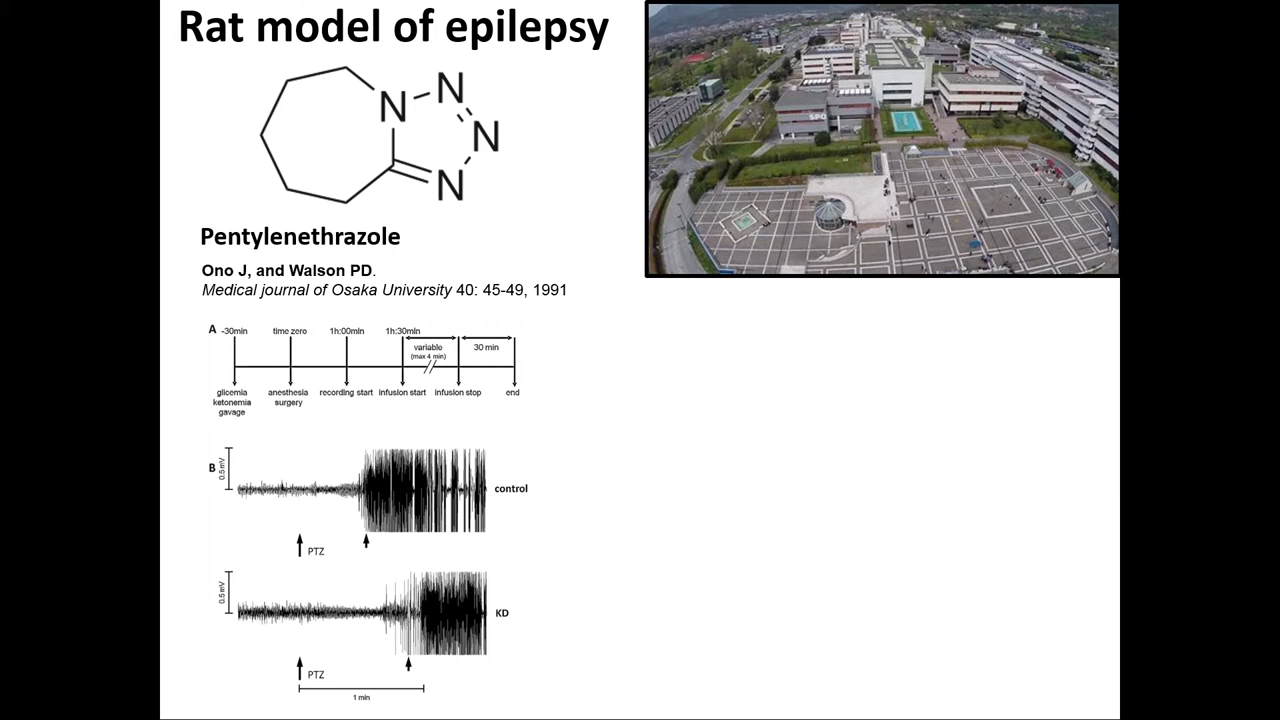 Rat model of epilepsy
N
N
N
N
SPO
Pentylenethrazole
Ono J, and Walson PD.
Medical journal of Osaka University 40: 45-49, 1991
A -30min time zero 1h:00min 1h:30min
variable 30 min
(max 4 min)
glicemia anesthesia recording start infusion start infusion stop end
ketonemia surgery
gavage
B
0.5 mV
control
PTZ
0.5 mV
KD
PTZ
1 min